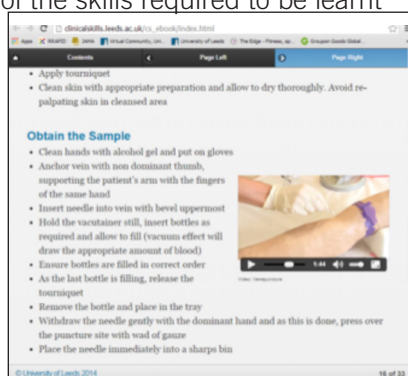 of the skills required to be learnt
clinicalskills.leeds.ac.uk/cs_ebook/index.html
Apps
Virtual Community, Uni...
University of Leeds
The Edge - Fitness, sp...
Groupon Goods Global...
Contents Page Left Page Right
• Apply tourniquet
• Clean skin with appropriate preparation and allow to dry thoroughly. Avoid re-
palpating skin in cleansed area
Obtain the Sample
• Clean hands with alcohol gel and put on gloves
• Anchor vein with non dominant thumb,
supporting the patient's arm with the fingers
of the same hand
• Insert needle into vein with bevel uppermost
• Hold the vacutainer still, insert bottles as
required and allow to fill (vacuum effect will
draw the appropriate amount of blood)
• Ensure bottles are filled in correct order
• As the last bottle is filling, release the
tourniquet
• Remove the bottle and place in the tray
• Withdraw the needle gently with the dominant hand and as this is done, press over
the puncture site with wad of gauze
• Place the needle immediately into a sharps bin
1:44
Video: Venepuncture
© University of Leeds 2014
16 of 33